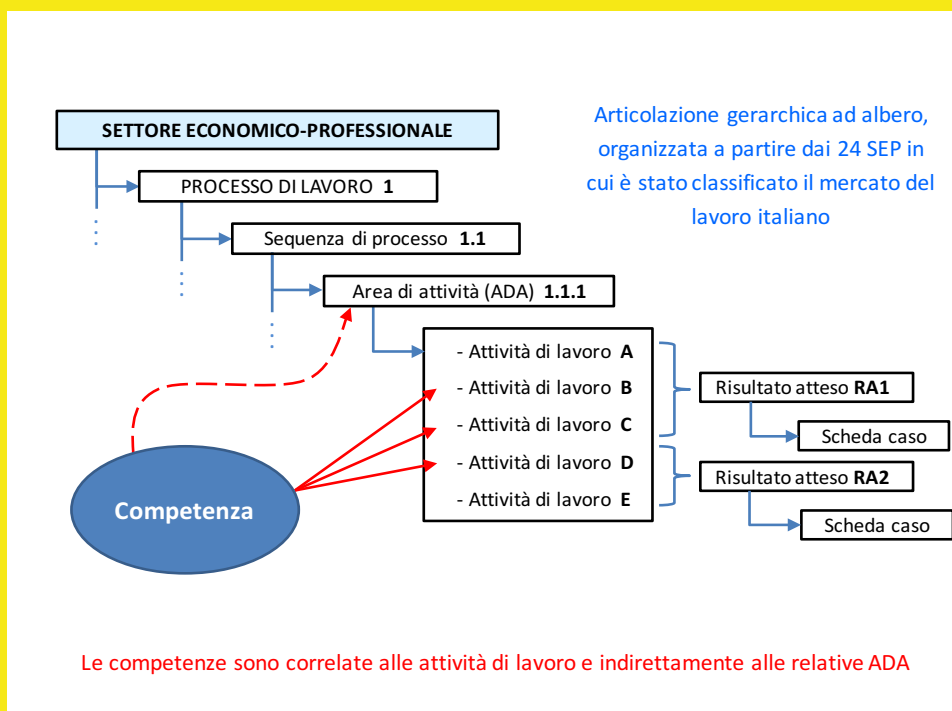 SETTORE ECONOMICO-PROFESSIONALE
Articolazione gerarchica ad albero,
organizzata a partire dai 24 SEP in
cui è stato classificato il mercato del
lavoro italiano
PROCESSO DI LAVORO 1
Sequenza di processo 1.1
Area di attività (ADA) 1.1.1
- Attività di lavoro A
- Attività di lavoro B
- Attività di lavoro C
- Attività di lavoro D
- Attività di lavoro E
Risultato atteso RA1
Scheda caso
Risultato atteso RA2
Scheda caso
Competenza
Le competenze sono correlate alle attività di lavoro e indirettamente alle relative ADA